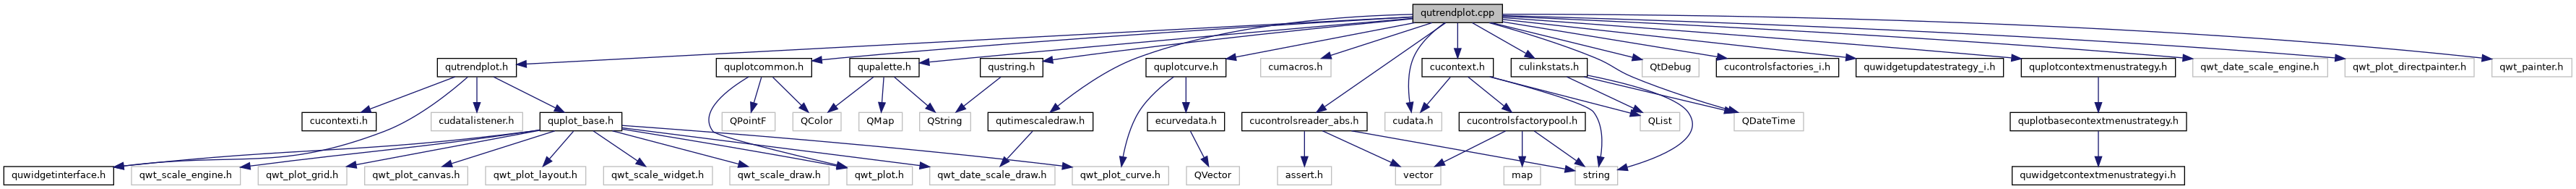 qutrendplot.cpp
qutrendplot.h
quplotcommon.h
qupalette.h
qustring.h
quplotcurve.h
cumacros.h
cucontext.h
culinkstats.h
QtDebug
cucontrolsfactories_i.h
quwidgetupdatestrategy_i.h
quplotcontextmenustrategy.h
qwt_date_scale_engine.h
qwt_plot_directpainter.h
qwt_painter.h
cucontexti.h
cudatalistener.h
quplot_base.h
QPointF
QColor
QMap
QString
qutimescaledraw.h
ecurvedata.h
cucontrolsreader_abs.h
cudata.h
cucontrolsfactorypool.h
QList
QDateTime
quplotbasecontextmenustrategy.h
quwidgetinterface.h
qwt_scale_engine.h
qwt_plot_grid.h
qwt_plot_canvas.h
qwt_plot_layout.h
qwt_scale_widget.h
qwt_scale_draw.h
qwt_plot.h
qwt_date_scale_draw.h
qwt_plot_curve.h
QVector
assert.h
vector
map
string
quwidgetcontextmenustrategyi.h